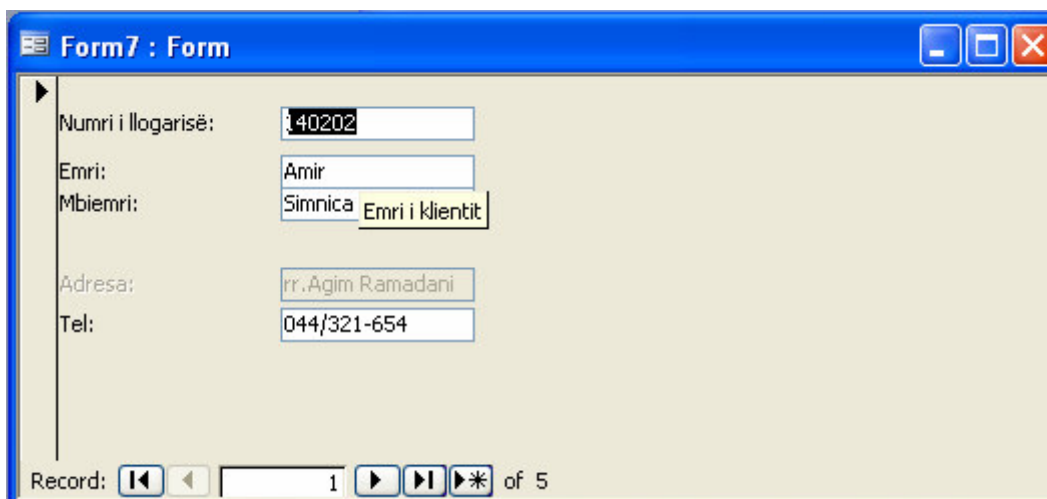 Form7 : Form
Numri i llogarisë: 140202
Emri: Amir
Mbiemri: Simnica
Emri i klientit
Adresa: rr.Agim Ramadani
Tel: 044/321-654
Record: 1 of 5